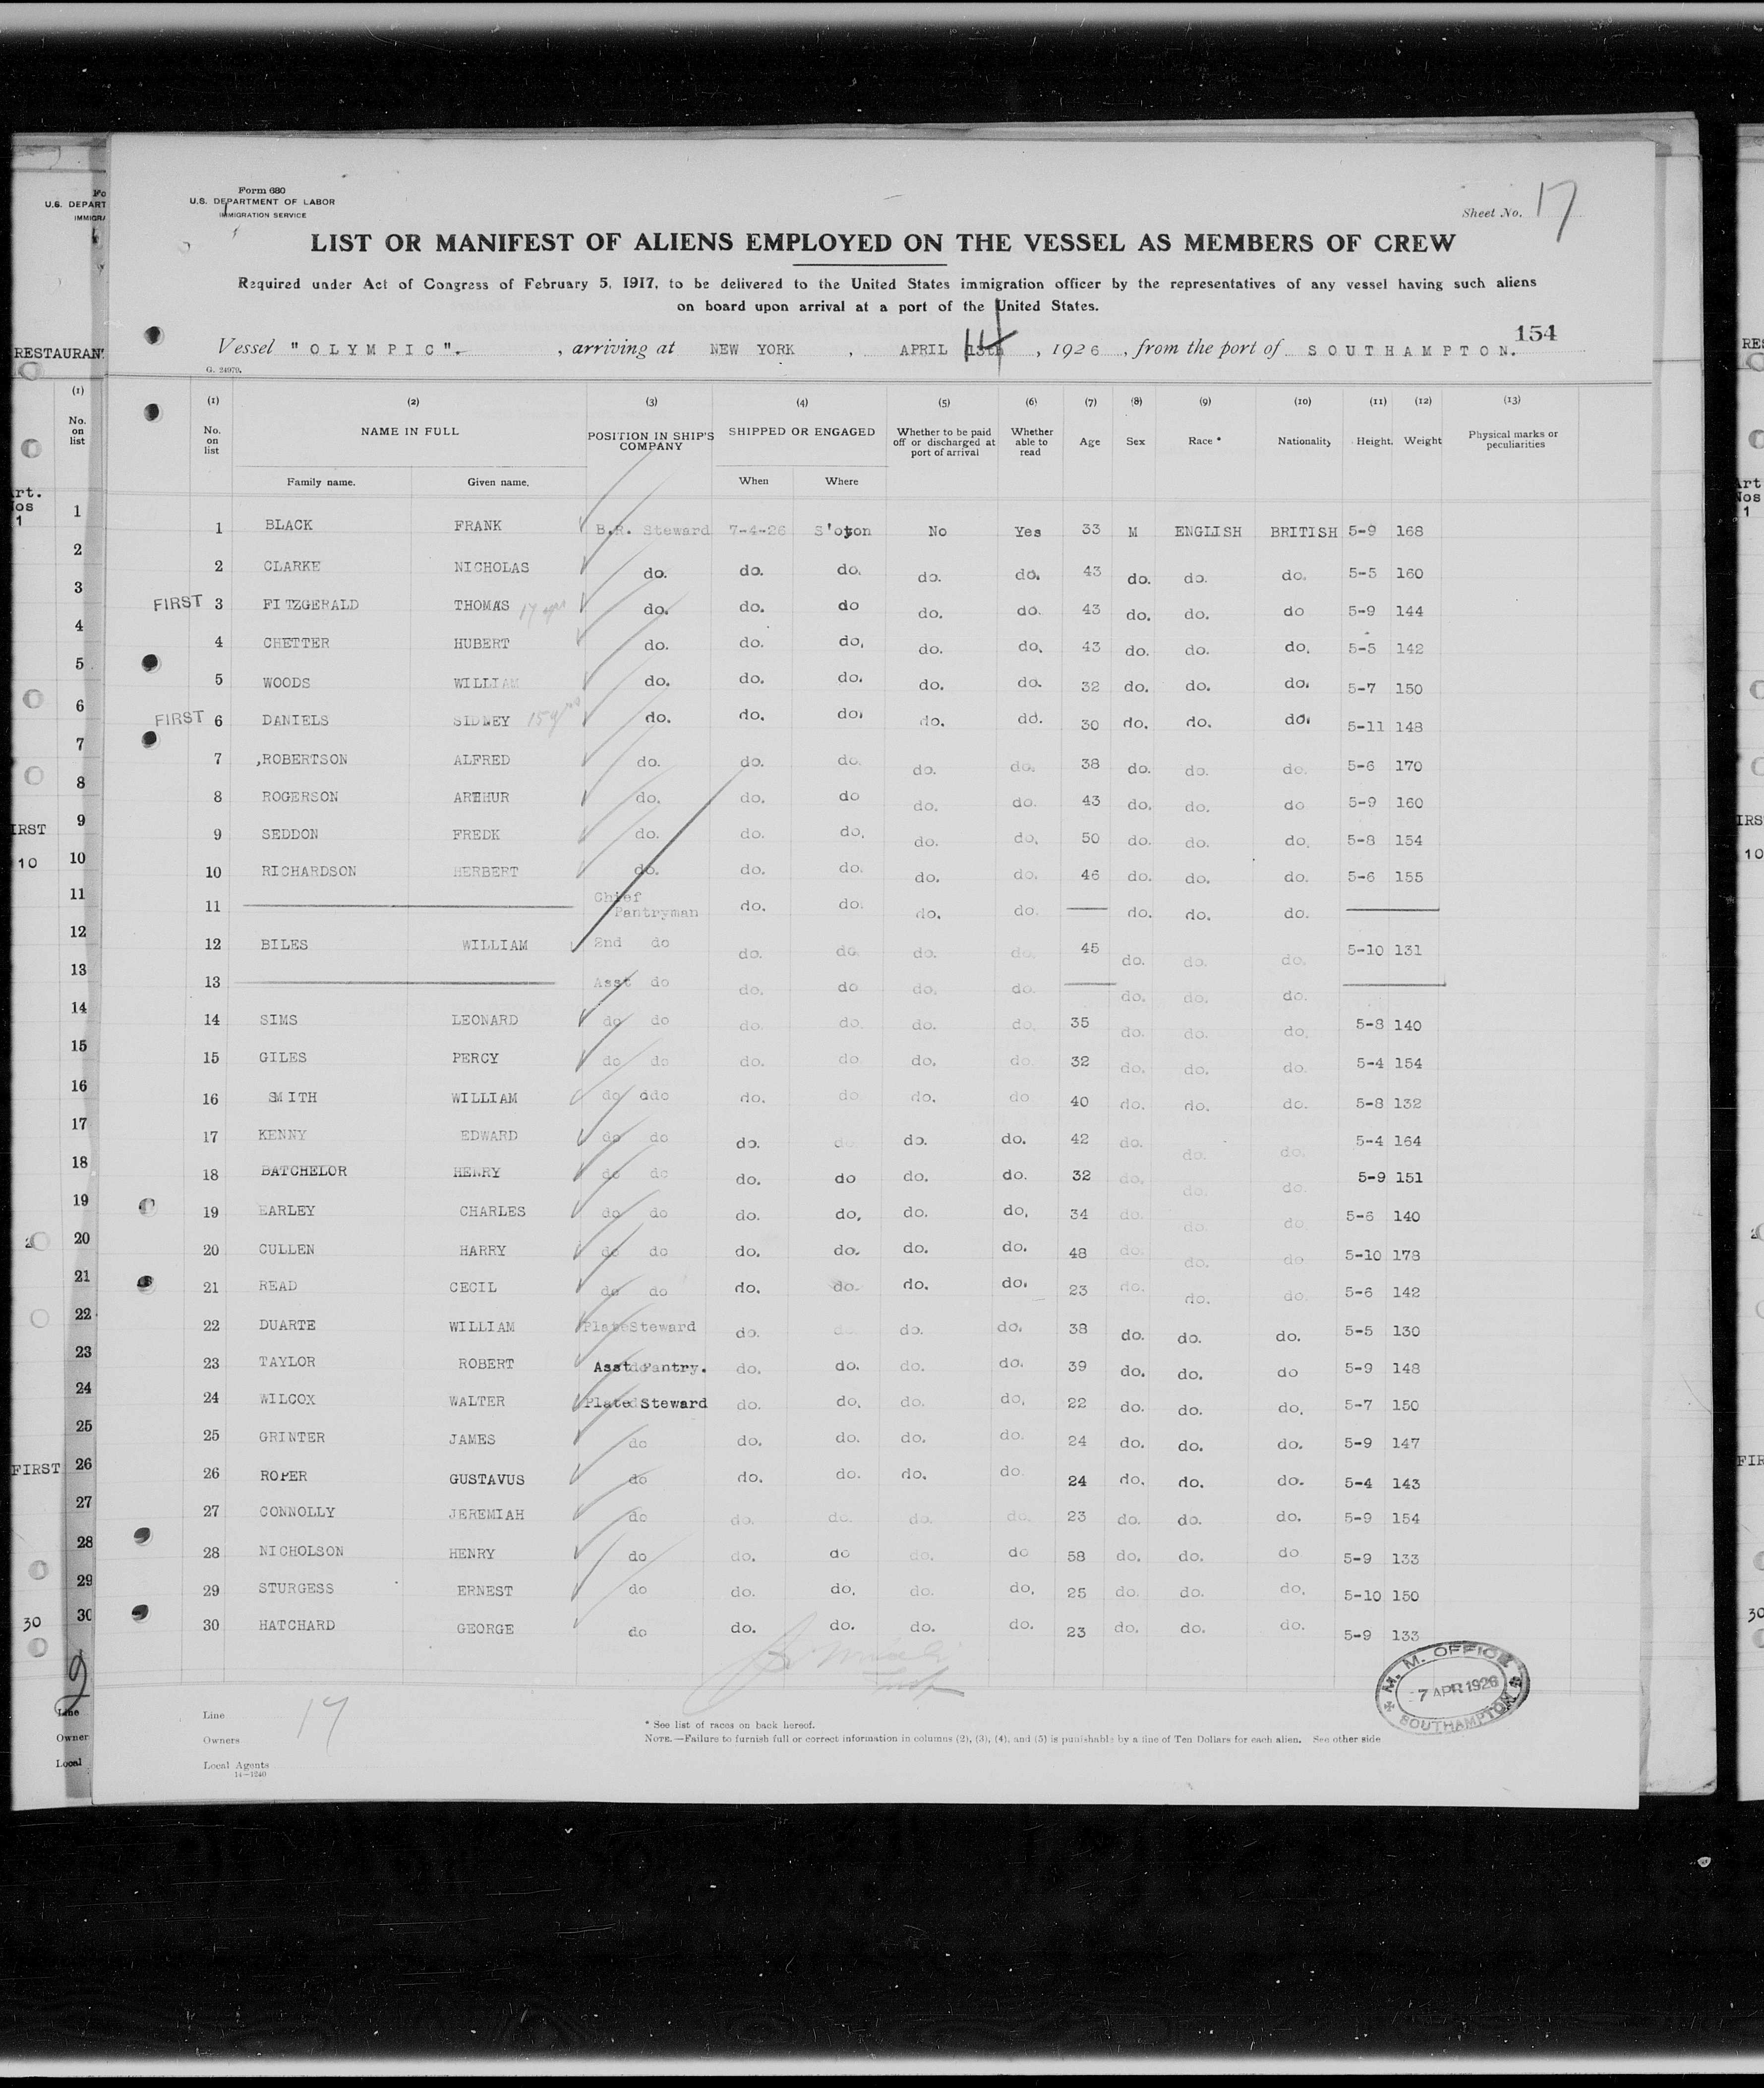 Form 680
U.S. DEPARTMENT OF LABOR
IMMIGRATION SERVICE
Sheet No. 17
LIST OR MANIFEST OF ALIENS EMPLOYED ON THE VESSEL AS MEMBERS OF CREW
Required under Act of Congress of February 5, 1917, to be delivered to the United States immigration officer by the representatives of any vessel having such aliens
on board upon arrival at a port of the United States.
154
Vessel "OLYMPIC". , arriving at NEW YORK , APRIL 14 , 1926 , from the port of SOUTHAMPTON.
G. 24979.
(1) (2) (3) (4) (5) (6) (7) (8) (9) (10) (11) (12) (13)
No. on list NAME IN FULL POSITION IN SHIP'S COMPANY SHIPPED OR ENGAGED Whether to be paid off or discharged at port of arrival Whether able to read Age Sex Race * Nationality Height. Weight Physical marks or peculiarities
Family name. Given name. When Where
1 BLACK FRANK B.R. Steward 7-4-26 S'oton No Yes 33 M ENGLISH BRITISH 5-9 168
2 CLARKE NICHOLAS do. do. do. do. do. 43 do. do. do. 5-5 160
FIRST 3 FITZGERALD THOMAS do. do. do do. do. 43 do. do. do 5-9 144
4 CHETTER HUBERT do. do. do. do. do. 43 do. do. do. 5-5 142
5 WOODS WILLIAM do. do. do. do. do. 32 do. do. do. 5-7 150
FIRST 6 DANIELS SIDNEY do. do. do. do. do. 30 do. do. do. 5-11 148
7 ,ROBERTSON ALFRED do. do. do. do. do. 38 do. do. do. 5-6 170
8 ROGERSON ARTHUR do. do. do do. do. 43 do. do. do 5-9 160
9 SEDDON FREDK do. do. do. do. do. 50 do. do. do. 5-8 154
10 RICHARDSON HERBERT do. do. do. do. do. 46 do. do. do. 5-6 155
11 Chief Pantryman do. do. do. do. do. do. do.
12 BILES WILLIAM 2nd do do. do. do. do. 45 do. do. do. 5-10 131
13 Asst do do. do do. do. do. do. do.
14 SIMS LEONARD do do do. do. do. do. 35 do. do. do. 5-8 140
15 GILES PERCY do do do. do. do. do. 32 do. do. do. 5-4 154
16 SMITH WILLIAM do ddo do. do. do. do 40 do. do. do. 5-8 132
17 KENNY EDWARD do do do. do. do. do. 42 do. do. do. 5-4 164
18 BATCHELOR HENRY do do do. do do. do. 32 do. do. do. 5-9 151
19 EARLEY CHARLES do do do. do. do. do. 34 do. do. do. 5-6 140
20 CULLEN HARRY do do do. do. do. do. 48 do. do. do 5-10 178
21 READ CECIL do do do. do. do. do. 23 do. do. do. 5-6 142
22 DUARTE WILLIAM Plate Steward do. do. do. do. 38 do. do. do. 5-5 130
23 TAYLOR ROBERT Asst Pantry. do. do. do. do. 39 do. do. do 5-9 148
24 WILCOX WALTER Plate Steward do. do. do. do. 22 do. do. do. 5-7 150
25 GRINTER JAMES do do. do. do. do. 24 do. do. do. 5-9 147
26 ROPER GUSTAVUS do do. do. do. do. 24 do. do. do. 5-4 143
27 CONNOLLY JEREMIAH do do. do. do. do. 23 do. do. do. 5-9 154
28 NICHOLSON HENRY do do. do do. do 58 do. do. do 5-9 133
29 STURGESS ERNEST do do. do. do. do. 25 do. do. do. 5-10 150
30 HATCHARD GEORGE do do. do. do. do. 23 do. do. do. 5-9 133
M. M. OFFICE
7 APR 1926
SOUTHAMPTON
Line
17
Owners
Local Agents
14—1240
* See list of races on back hereof.
NOTE.—Failure to furnish full or correct information in columns (2), (3), (4), and (5) is punishable by a fine of Ten Dollars for each alien. See other side